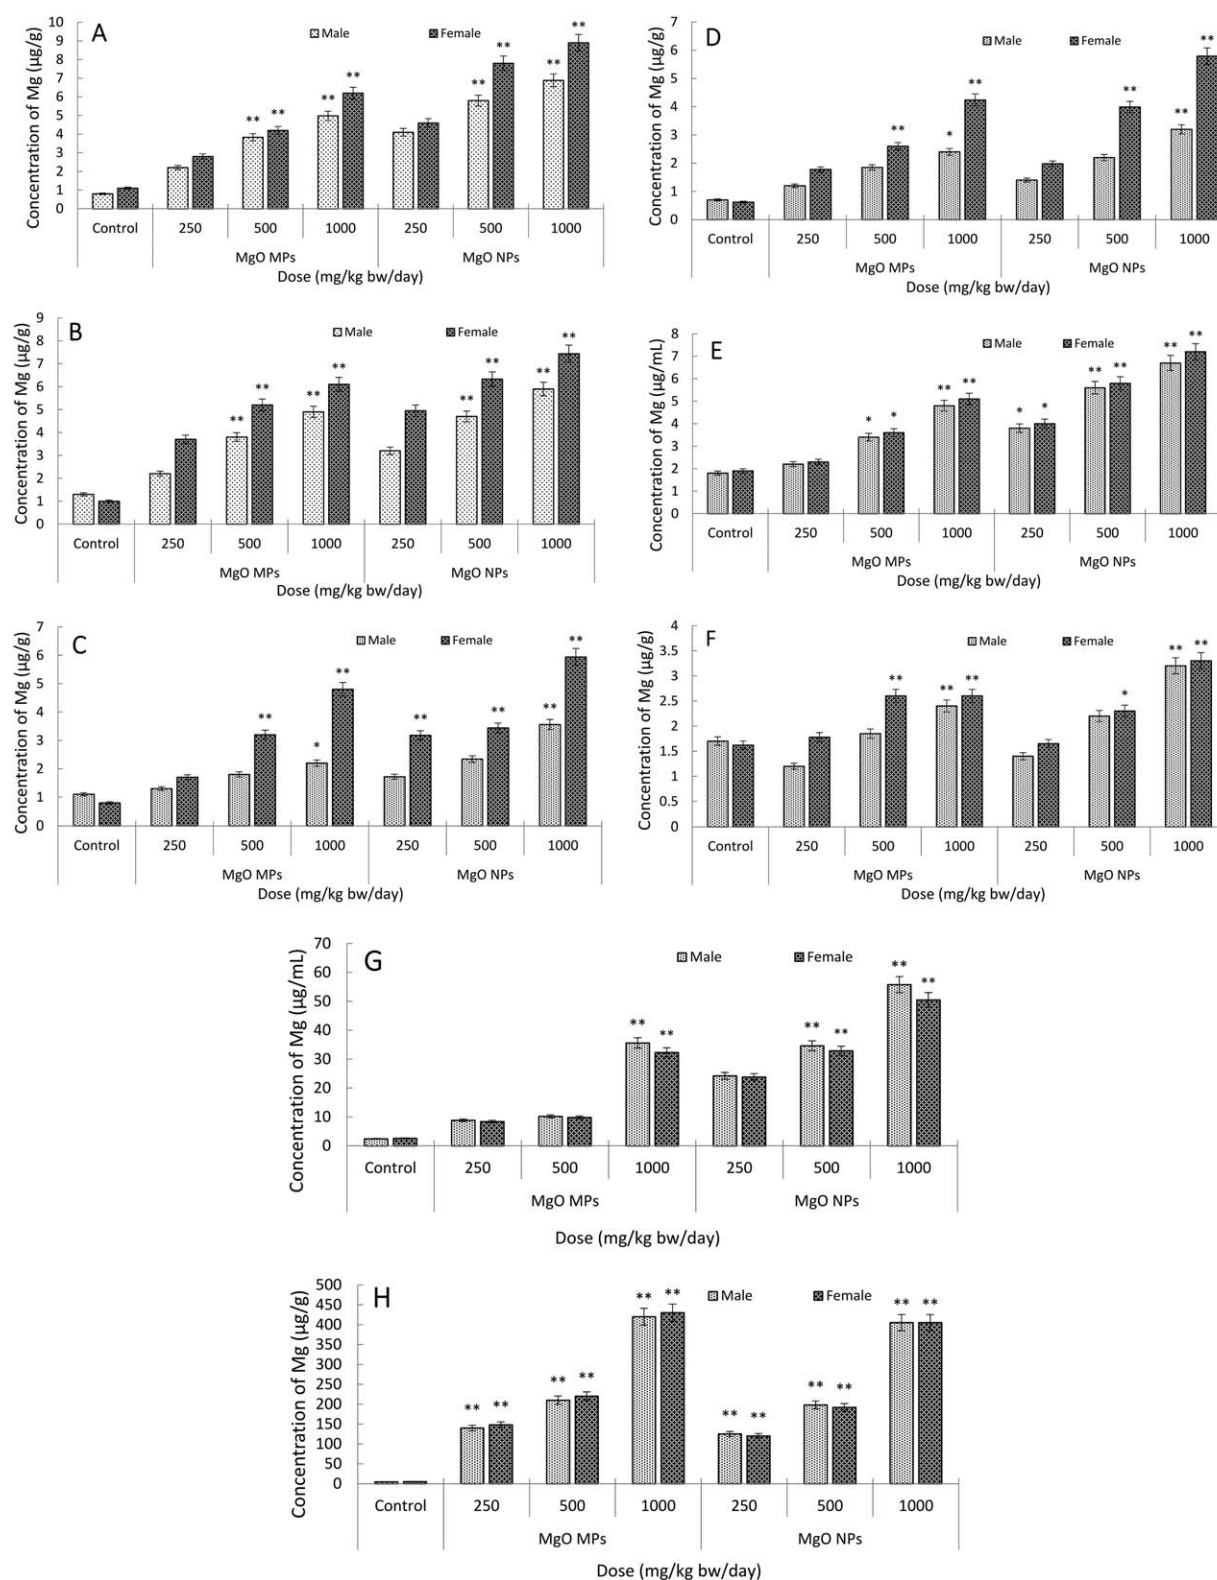 A
Male
Female
Concentration of Mg (µg/g)
10
9
8
7
6
5
4
3
2
1
0
** ** ** ** ** ** ** **
Control 250 500 1000 250 500 1000
MgO MPs MgO NPs
Dose (mg/kg bw/day)
D
Male
Female
Concentration of Mg (µg/g)
7
6
5
4
3
2
1
0
** * ** ** ** **
Control 250 500 1000 250 500 1000
MgO MPs MgO NPs
Dose (mg/kg bw/day)
B
Male
Female
Concentration of Mg (µg/g)
9
8
7
6
5
4
3
2
1
0
** ** ** ** ** ** ** **
Control 250 500 1000 250 500 1000
MgO MPs MgO NPs
Dose (mg/kg bw/day)
E
Male
Female
Concentration of Mg (µg/mL)
8
7
6
5
4
3
2
1
0
* * ** ** * * ** ** ** **
Control 250 500 1000 250 500 1000
MgO MPs MgO NPs
Dose (mg/kg bw/day)
C
Male
Female
Concentration of Mg (µg/g)
7
6
5
4
3
2
1
0
** * ** ** ** ** **
Control 250 500 1000 250 500 1000
MgO MPs MgO NPs
Dose (mg/kg bw/day)
F
Male
Female
Concentration of Mg (µg/g)
4
3.5
3
2.5
2
1.5
1
0.5
0
** ** ** * ** **
Control 250 500 1000 250 500 1000
MgO MPs MgO NPs
Dose (mg/kg bw/day)
G
Male
Female
Concentration of Mg (µg/mL)
70
60
50
40
30
20
10
0
** ** ** ** ** **
Control 250 500 1000 250 500 1000
MgO MPs MgO NPs
Dose (mg/kg bw/day)
H
Male
Female
Concentration of Mg (µg/g)
500
450
400
350
300
250
200
150
100
50
0
** ** ** ** ** ** ** ** ** ** ** **
Control 250 500 1000 250 500 1000
MgO MPs MgO NPs
Dose (mg/kg bw/day)